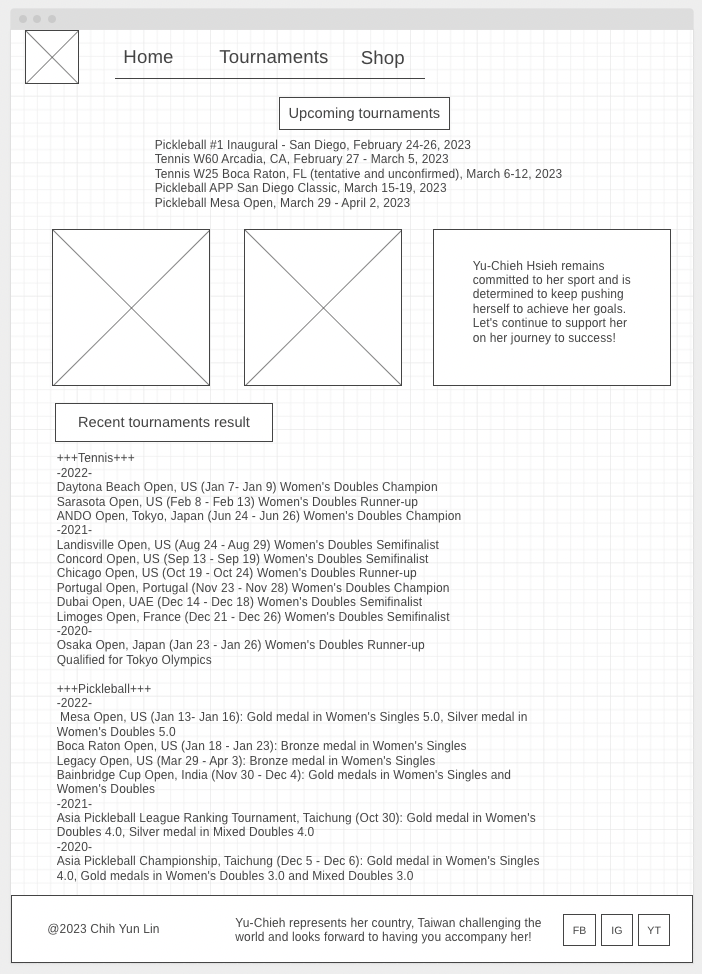 Home Tournaments Shop
Upcoming tournaments
Pickleball #1 Inaugural - San Diego, February 24-26, 2023
Tennis W60 Arcadia, CA, February 27 - March 5, 2023
Tennis W25 Boca Raton, FL (tentative and unconfirmed), March 6-12, 2023
Pickleball APP San Diego Classic, March 15-19, 2023
Pickleball Mesa Open, March 29 - April 2, 2023
Yu-Chieh Hsieh remains
committed to her sport and is
determined to keep pushing
herself to achieve her goals.
Let's continue to support her
on her journey to success!
Recent tournaments result
+++Tennis+++
-2022-
Daytona Beach Open, US (Jan 7- Jan 9) Women's Doubles Champion
Sarasota Open, US (Feb 8 - Feb 13) Women's Doubles Runner-up
ANDO Open, Tokyo, Japan (Jun 24 - Jun 26) Women's Doubles Champion
-2021-
Landisville Open, US (Aug 24 - Aug 29) Women's Doubles Semifinalist
Concord Open, US (Sep 13 - Sep 19) Women's Doubles Semifinalist
Chicago Open, US (Oct 19 - Oct 24) Women's Doubles Runner-up
Portugal Open, Portugal (Nov 23 - Nov 28) Women's Doubles Champion
Dubai Open, UAE (Dec 14 - Dec 18) Women's Doubles Semifinalist
Limoges Open, France (Dec 21 - Dec 26) Women's Doubles Semifinalist
-2020-
Osaka Open, Japan (Jan 23 - Jan 26) Women's Doubles Runner-up
Qualified for Tokyo Olympics
+++Pickleball+++
-2022-
Mesa Open, US (Jan 13- Jan 16): Gold medal in Women's Singles 5.0, Silver medal in
Women's Doubles 5.0
Boca Raton Open, US (Jan 18 - Jan 23): Bronze medal in Women's Singles
Legacy Open, US (Mar 29 - Apr 3): Bronze medal in Women's Singles
Bainbridge Cup Open, India (Nov 30 - Dec 4): Gold medals in Women's Singles and
Women's Doubles
-2021-
Asia Pickleball League Ranking Tournament, Taichung (Oct 30): Gold medal in Women's
Doubles 4.0, Silver medal in Mixed Doubles 4.0
-2020-
Asia Pickleball Championship, Taichung (Dec 5 - Dec 6): Gold medal in Women's Singles
4.0, Gold medals in Women's Doubles 3.0 and Mixed Doubles 3.0
@2023 Chih Yun Lin
Yu-Chieh represents her country, Taiwan challenging the
world and looks forward to having you accompany her!
FB IG YT